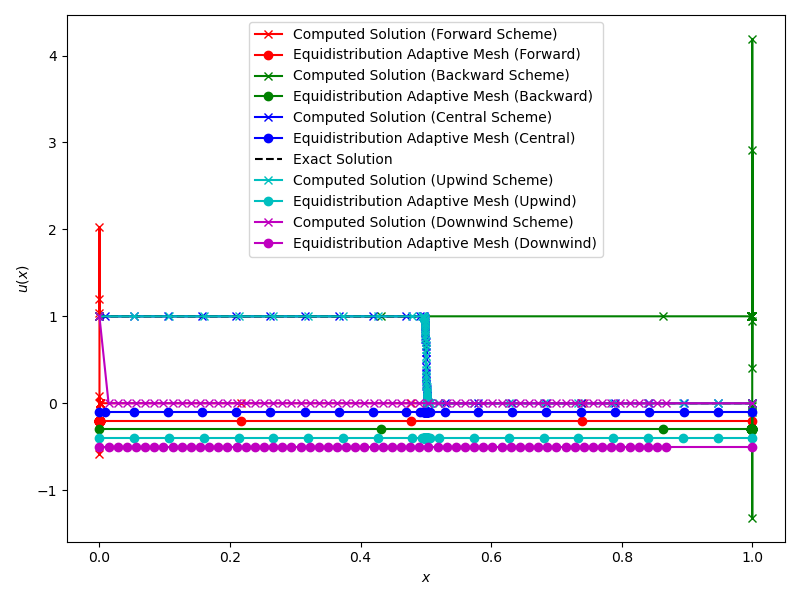 Computed Solution (Forward Scheme)
Equidistribution Adaptive Mesh (Forward)
Computed Solution (Backward Scheme)
Equidistribution Adaptive Mesh (Backward)
Computed Solution (Central Scheme)
Equidistribution Adaptive Mesh (Central)
Exact Solution
Computed Solution (Upwind Scheme)
Equidistribution Adaptive Mesh (Upwind)
Computed Solution (Downwind Scheme)
Equidistribution Adaptive Mesh (Downwind)
4
3
2
1
0
−1
u(x)
0.0 0.2 0.4 0.6 0.8 1.0
x